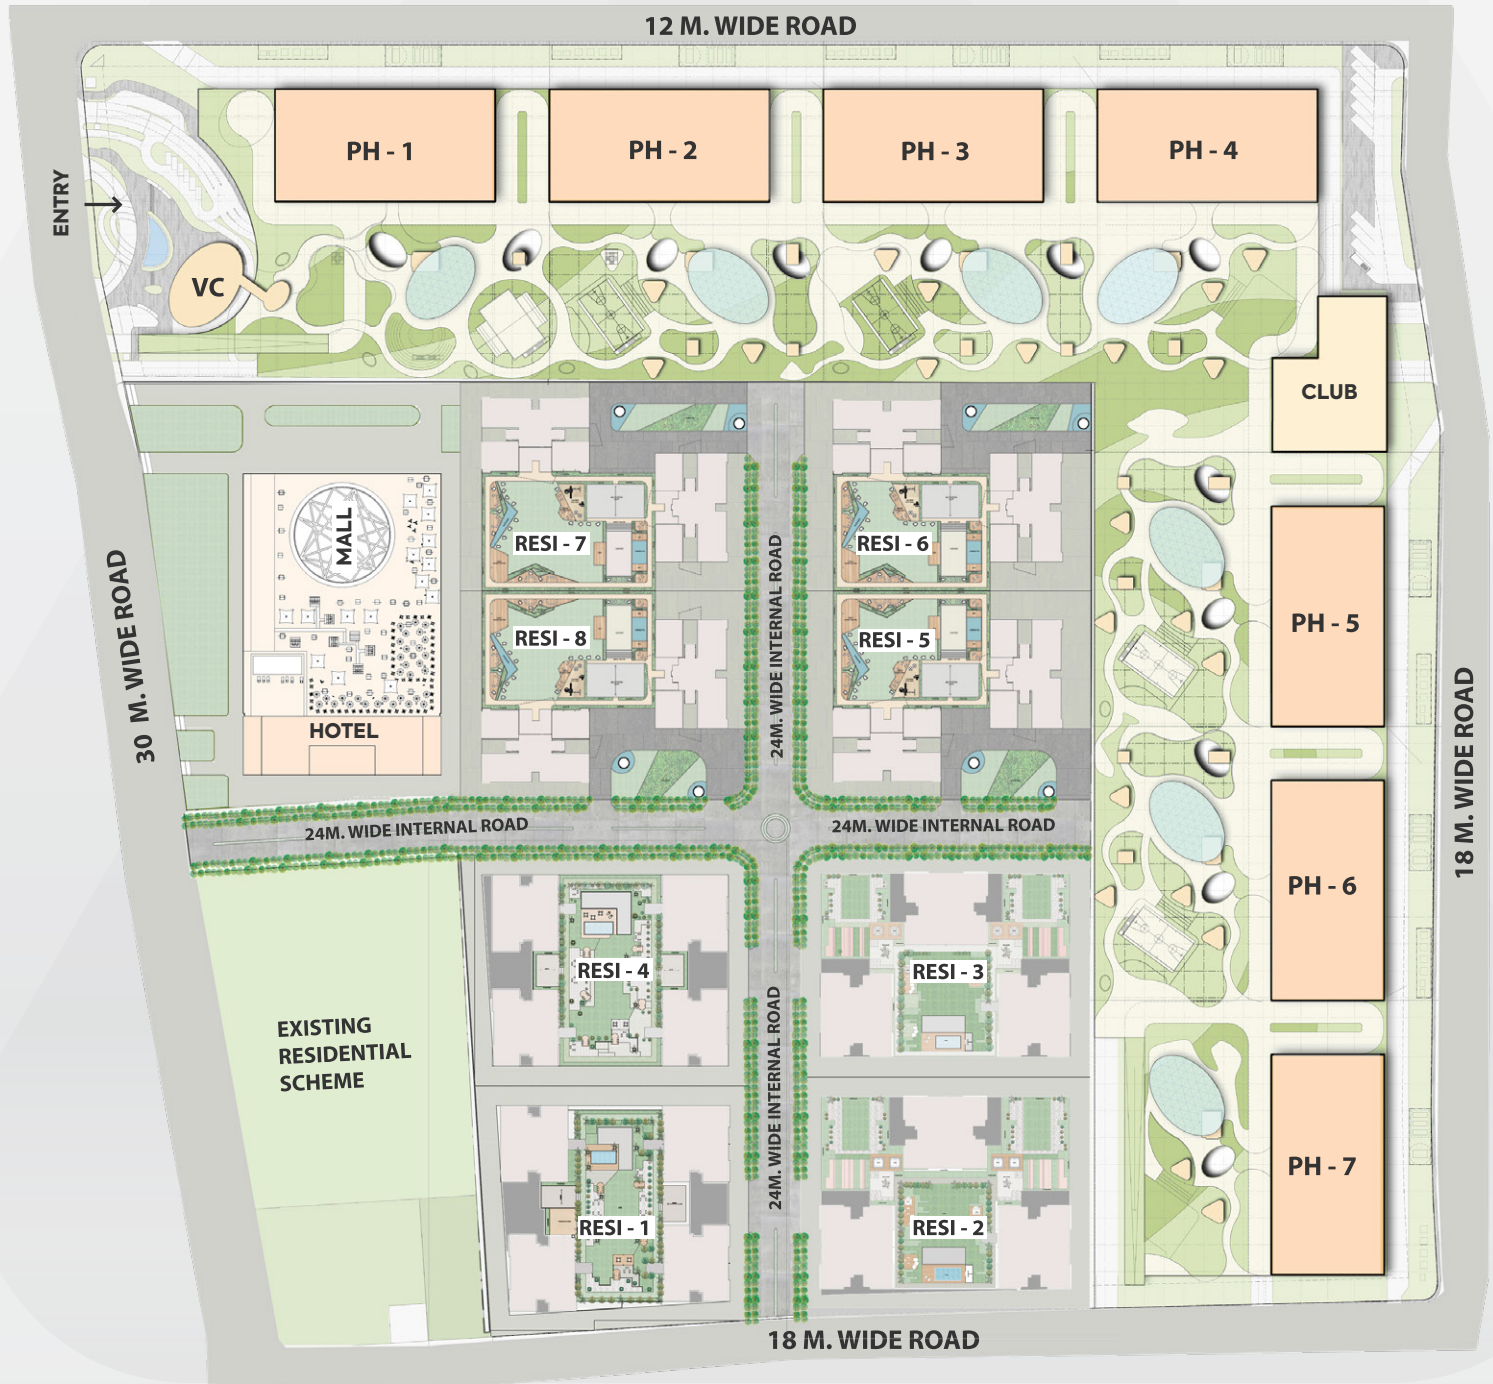 12 M. WIDE ROAD
PH - 1
PH - 2
PH - 3
PH - 4
ENTRY
VC
CLUB
MALL
RESI - 7
RESI - 6
30 M. WIDE ROAD
24M. WIDE INTERNAL ROAD
PH - 5
RESI - 8
RESI - 5
HOTEL
18 M. WIDE ROAD
24M. WIDE INTERNAL ROAD
24M. WIDE INTERNAL ROAD
PH - 6
RESI - 4
RESI - 3
EXISTING
RESIDENTIAL
SCHEME
24M. WIDE INTERNAL ROAD
PH - 7
RESI - 1
RESI - 2
18 M. WIDE ROAD